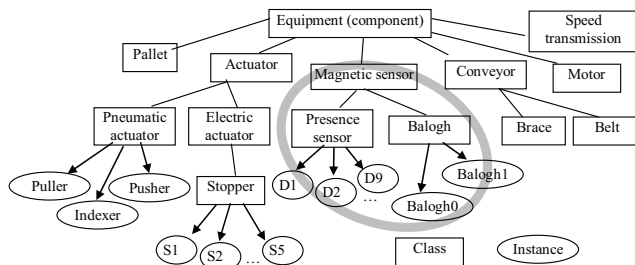 Equipment (component)
Speed
transmission
Pallet
Actuator
Magnetic sensor
Conveyor
Motor
Pneumatic
actuator
Electric
actuator
Presence
sensor
Balogh
Brace
Belt
Puller
Indexer
Pusher
Stopper
D1
D2
...
D9
Balogh0
Balogh1
S1
S2
...
S5
Class
Instance